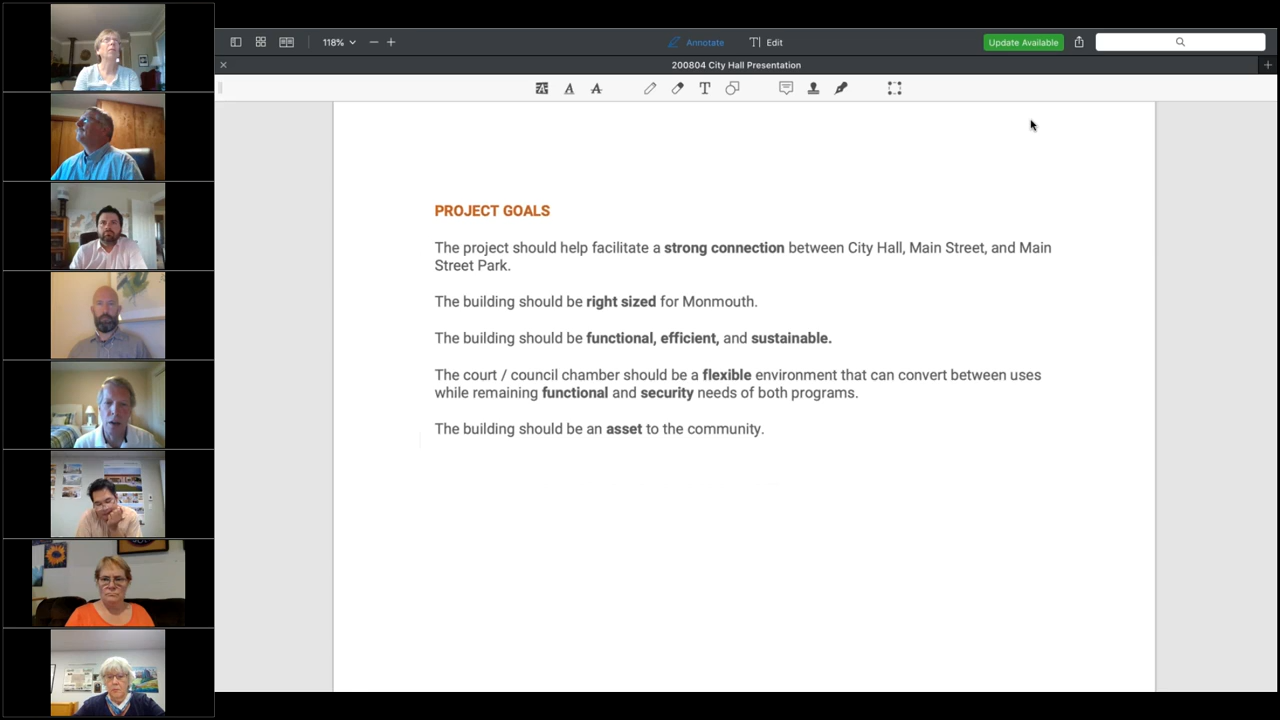 118%
Annotate
T Edit
Update Available
200804 City Hall Presentation
A A A T
PROJECT GOALS
The project should help facilitate a strong connection between City Hall, Main Street, and Main
Street Park.
The building should be right sized for Monmouth.
The building should be functional, efficient, and sustainable.
The court / council chamber should be a flexible environment that can convert between uses
while remaining functional and security needs of both programs.
The building should be an asset to the community.